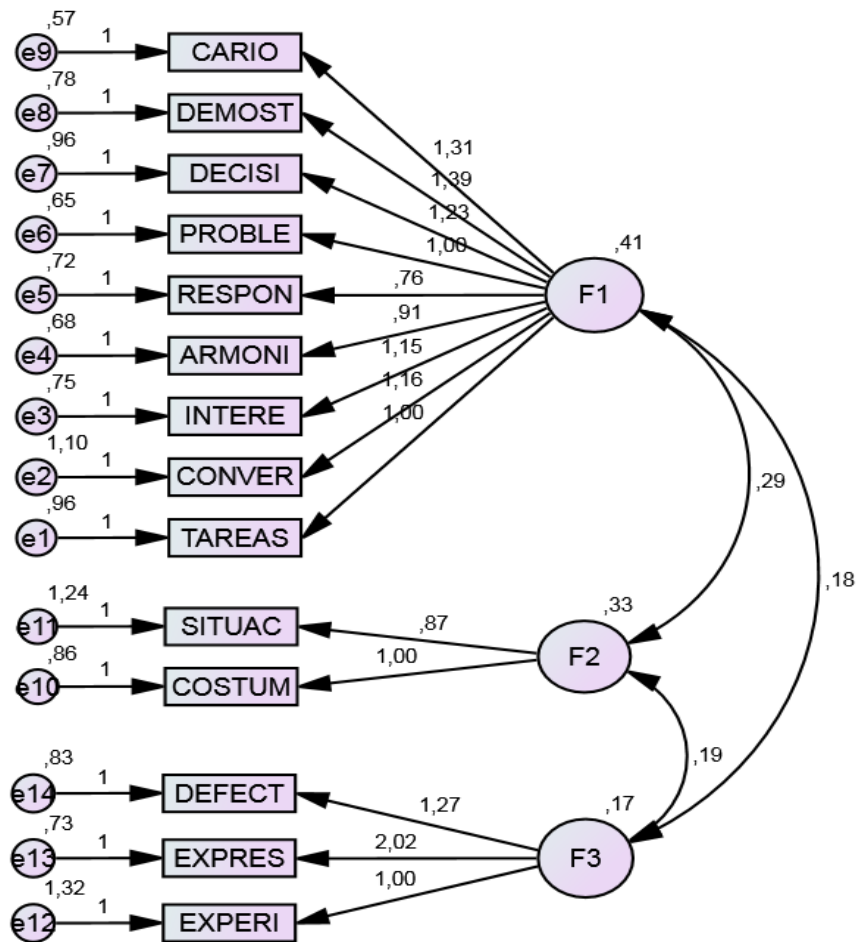 ,57
e9 1 CARIO
,78
e8 1 DEMOST
,96
e7 1 DECISI
,65
e6 1 PROBLE
,72
e5 1 RESPON
,68
e4 1 ARMONI
,75
e3 1 INTERE
1,10
e2 1 CONVER
,96
e1 1 TAREAS
1,31
1,39
1,23
1,00
,76
,91
1,15
1,16
1,00
,41
F1
,29
,18
1,24
e11 1 SITUAC
,86
e10 1 COSTUM
,87
1,00
,33
F2
,19
,83
e14 1 DEFECT
,73
e13 1 EXPRES
1,32
e12 1 EXPERI
1,27
2,02
1,00
,17
F3